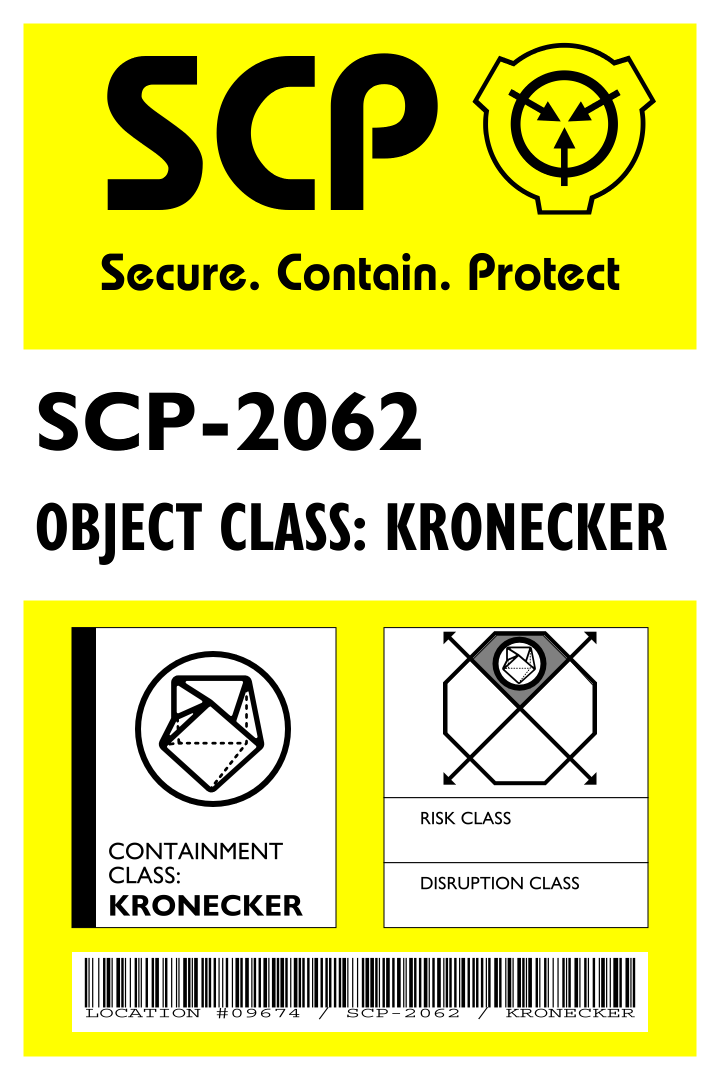 SCP
Secure. Contain. Protect
SCP-2062
OBJECT CLASS: KRONECKER
CONTAINMENT
CLASS:
KRONECKER
RISK CLASS
DISRUPTION CLASS
LOCATION #09674 / SCP-2062 / KRONECKER